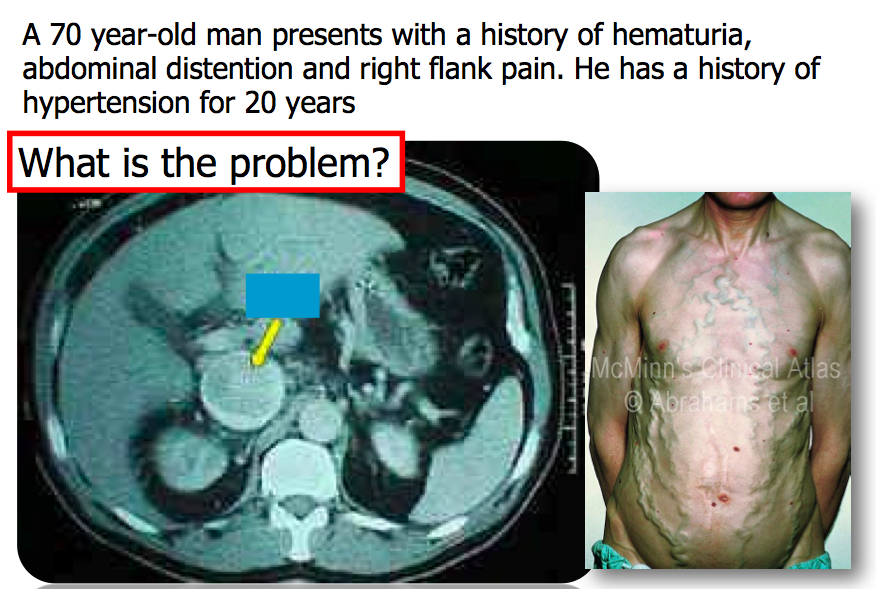 A 70 year-old man presents with a history of hematuria,
abdominal distention and right flank pain. He has a history of
hypertension for 20 years
What is the problem?
McMinn's Clinical Atlas
© Abrahams et al